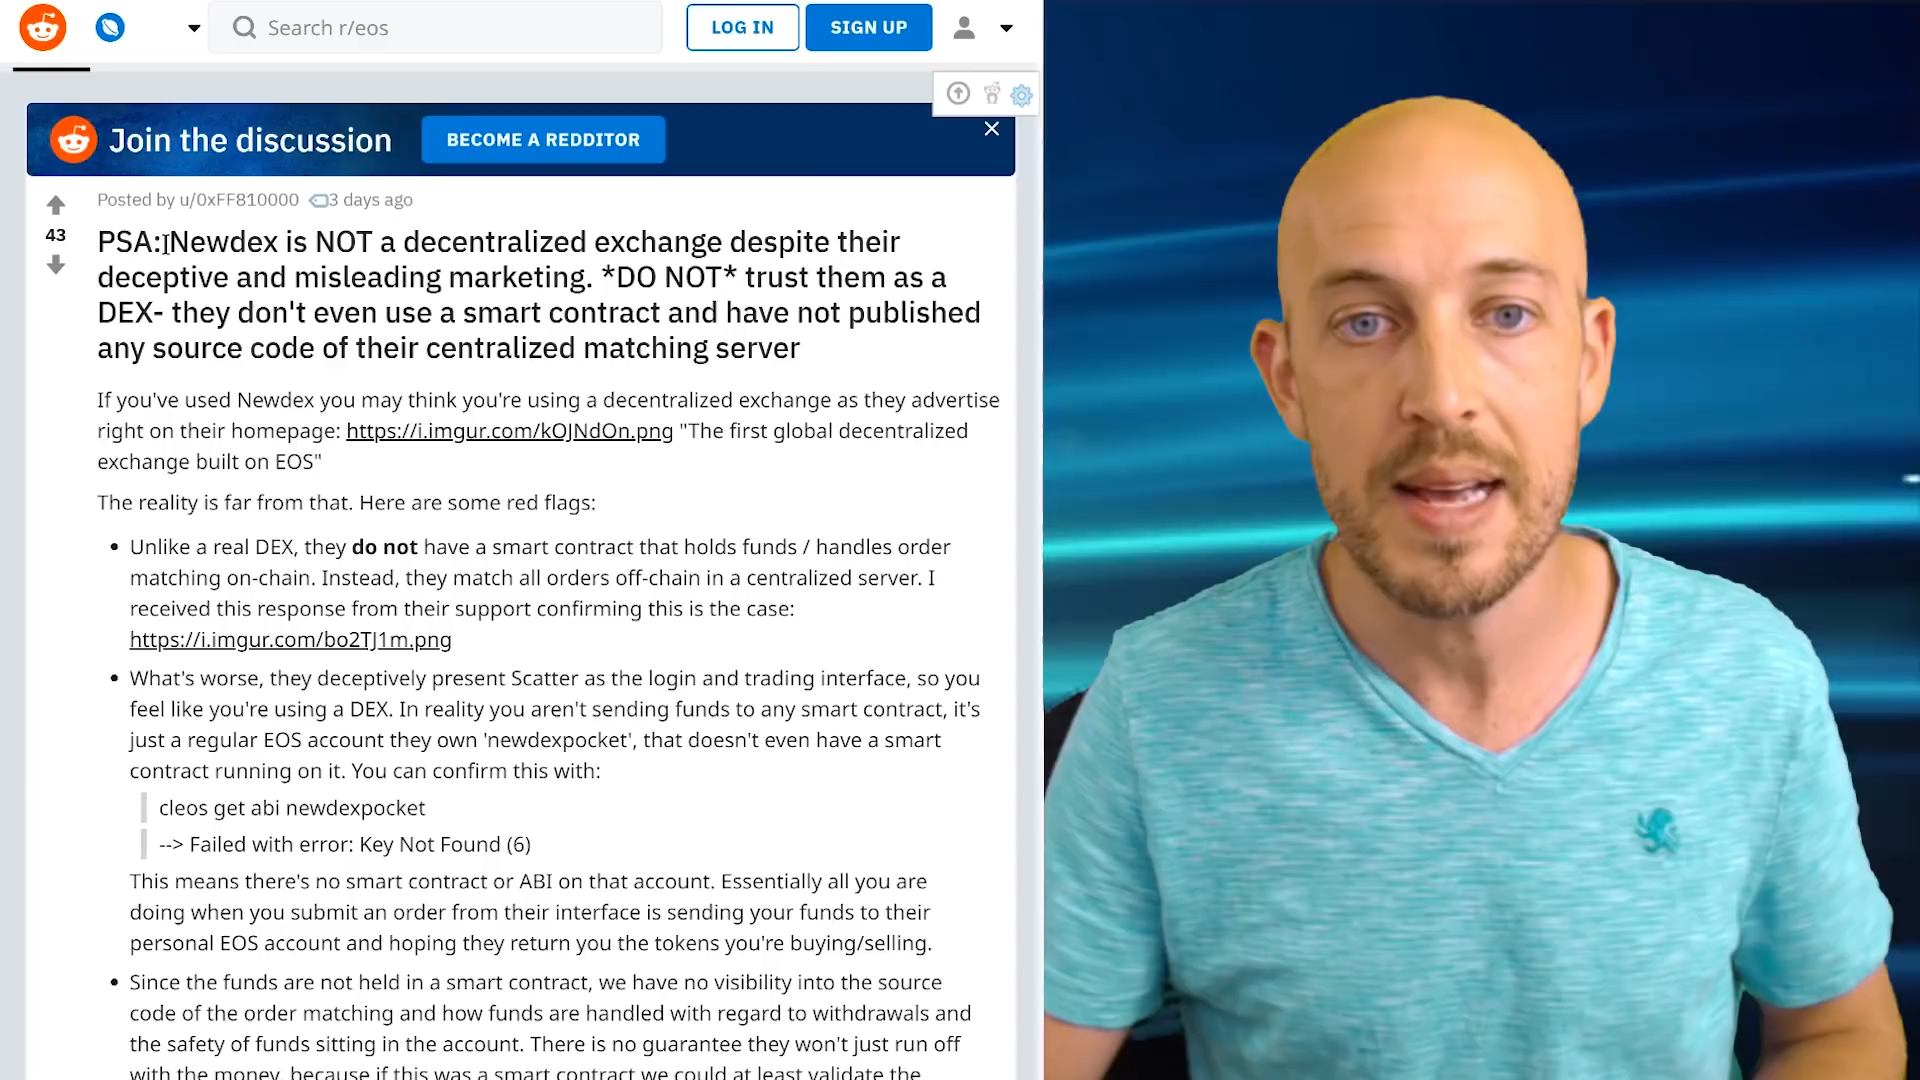 Search r/eos
LOG IN
SIGN UP
Join the discussion
BECOME A REDDITOR
Posted by u/0xFF810000 3 days ago
43
PSA: Newdex is NOT a decentralized exchange despite their
deceptive and misleading marketing. *DO NOT* trust them as a
DEX- they don't even use a smart contract and have not published
any source code of their centralized matching server
If you've used Newdex you may think you're using a decentralized exchange as they advertise
right on their homepage: https://i.imgur.com/kOJNdOn.png "The first global decentralized
exchange built on EOS"
The reality is far from that. Here are some red flags:
• Unlike a real DEX, they do not have a smart contract that holds funds / handles order
matching on-chain. Instead, they match all orders off-chain in a centralized server. I
received this response from their support confirming this is the case:
https://i.imgur.com/bo2TJ1m.png
• What's worse, they deceptively present Scatter as the login and trading interface, so you
feel like you're using a DEX. In reality you aren't sending funds to any smart contract, it's
just a regular EOS account they own 'newdexpocket', that doesn't even have a smart
contract running on it. You can confirm this with:
cleos get abi newdexpocket
--> Failed with error: Key Not Found (6)
This means there's no smart contract or ABI on that account. Essentially all you are
doing when you submit an order from their interface is sending your funds to their
personal EOS account and hoping they return you the tokens you're buying/selling.
• Since the funds are not held in a smart contract, we have no visibility into the source
code of the order matching and how funds are handled with regard to withdrawals and
the safety of funds sitting in the account. There is no guarantee they won't just run off
with the money, because if this was a smart contract we could at least validate the